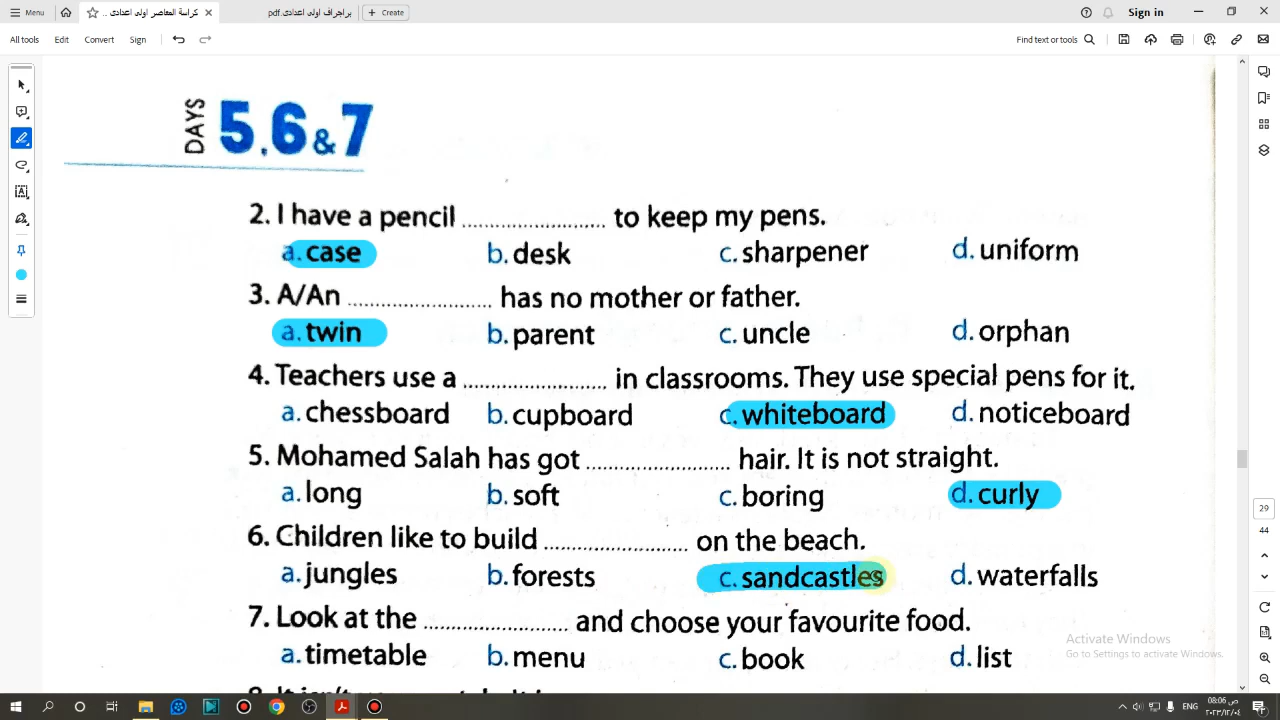 Menu
كراسة المعاصر اولى اعدادى ..
براجراف اولى اعدادى.pdf
Create
Sign in
All tools Edit Convert Sign
Find text or tools
DAYS 5,6&7
2. I have a pencil ........................ to keep my pens.
a. case b. desk c. sharpener d. uniform
3. A/An ........................ has no mother or father.
a. twin b. parent c. uncle d. orphan
4. Teachers use a ........................ in classrooms. They use special pens for it.
a. chessboard b. cupboard c. whiteboard d. noticeboard
5. Mohamed Salah has got ........................ hair. It is not straight.
a. long b. soft c. boring d. curly
6. Children like to build ........................ on the beach.
a. jungles b. forests c. sandcastles d. waterfalls
7. Look at the ........................ and choose your favourite food.
a. timetable b. menu c. book d. list
29
44
Activate Windows
Go to Settings to activate Windows.
ENG
08:06 ص